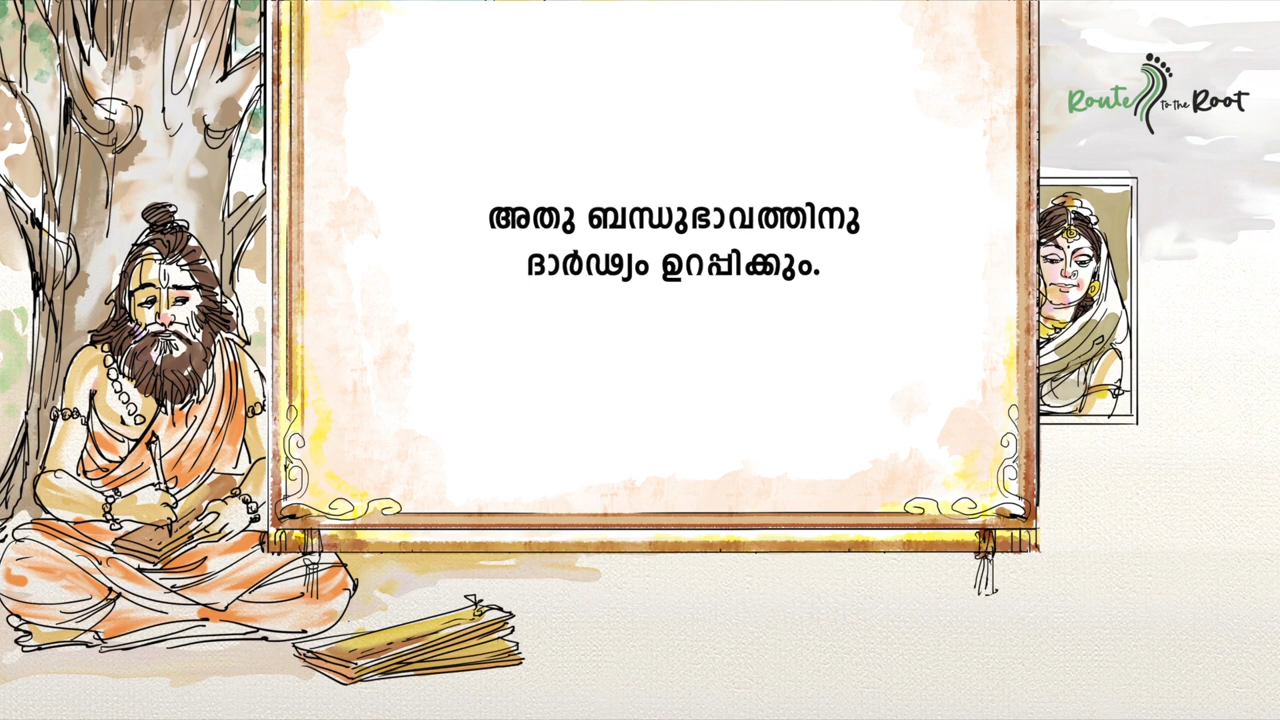 Route to the Root
അതു ബന്ധുഭാവത്തിനു
ദാർഢ്യം ഉറപ്പിക്കും.